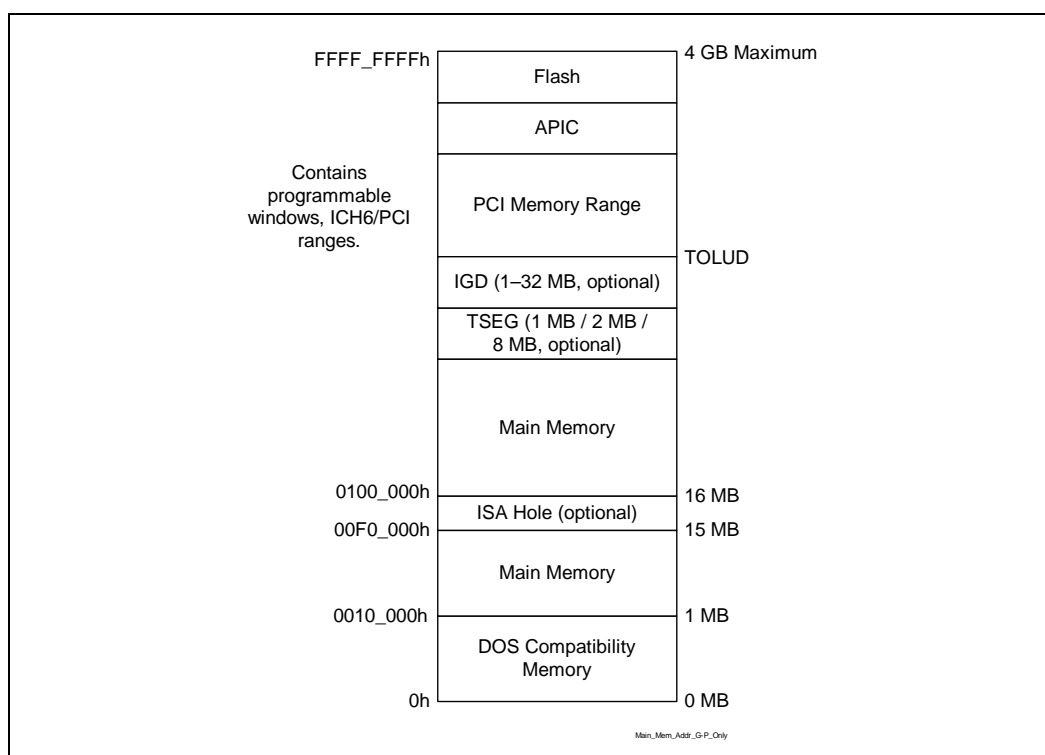 FFFF_FFFFh
4 GB Maximum
Flash
APIC
Contains
programmable
windows, ICH6/PCI
ranges.
PCI Memory Range
TOLUD
IGD (1–32 MB, optional)
TSEG (1 MB / 2 MB /
8 MB, optional)
Main Memory
0100_000h
16 MB
ISA Hole (optional)
00F0_000h
15 MB
Main Memory
0010_000h
1 MB
DOS Compatibility
Memory
0h
0 MB
Main_Mem_Addr_G-P_Only